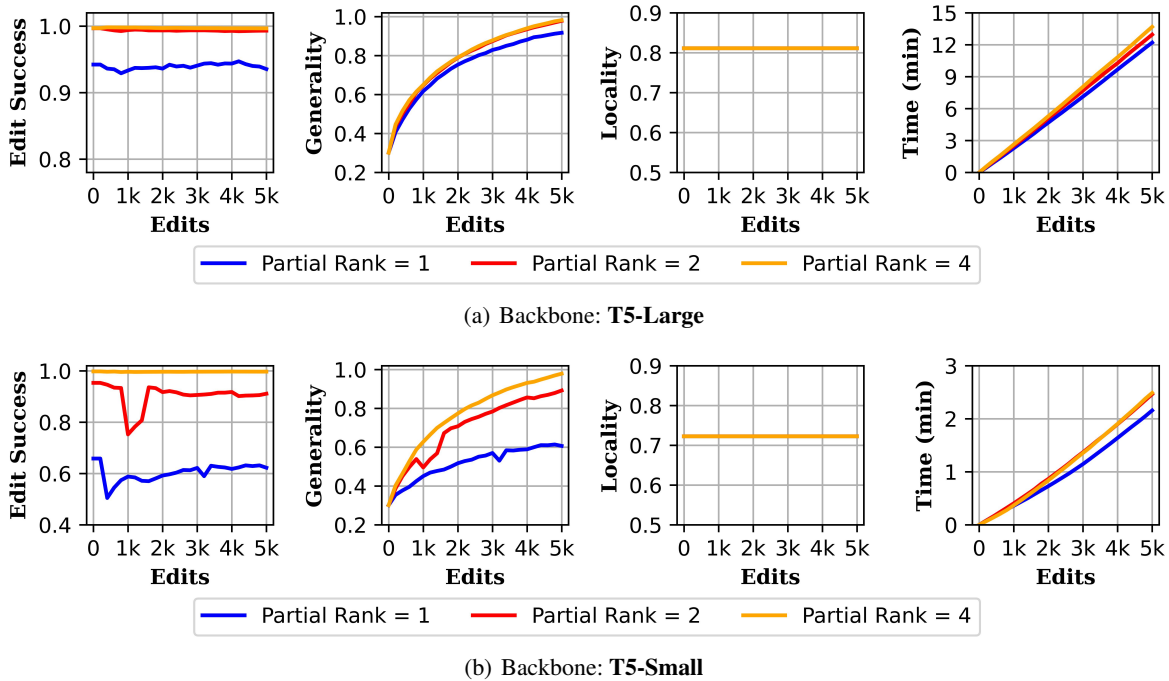 Edit Success
1.0
0.9
0.8
0 1k 2k 3k 4k 5k
Edits
Generality
1.0
0.8
0.6
0.4
0.2
0 1k 2k 3k 4k 5k
Edits
Locality
0.9
0.8
0.7
0.6
0.5
0 1k 2k 3k 4k 5k
Edits
Time (min)
15
12
9
6
3
0
0 1k 2k 3k 4k 5k
Edits
Partial Rank = 1 Partial Rank = 2 Partial Rank = 4
(a) Backbone: T5-Large
Edit Success
1.0
0.8
0.6
0.4
0 1k 2k 3k 4k 5k
Edits
Generality
1.0
0.8
0.6
0.4
0.2
0 1k 2k 3k 4k 5k
Edits
Locality
0.9
0.8
0.7
0.6
0.5
0 1k 2k 3k 4k 5k
Edits
Time (min)
3
2
1
0
0 1k 2k 3k 4k 5k
Edits
Partial Rank = 1 Partial Rank = 2 Partial Rank = 4
(b) Backbone: T5-Small